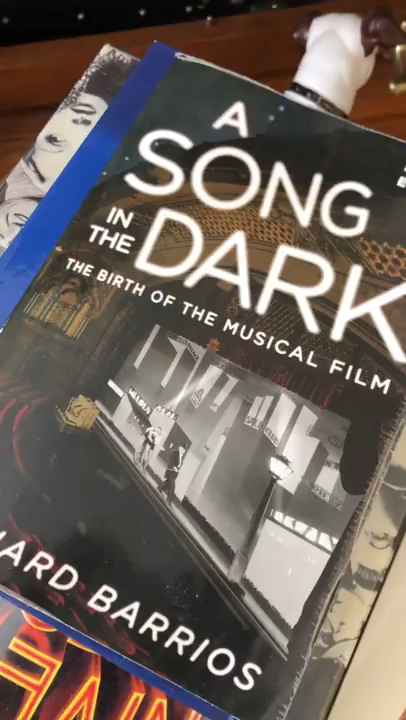 A
SONG
IN
THE
DARK
THE BIRTH OF THE MUSICAL FILM
BARRIOS